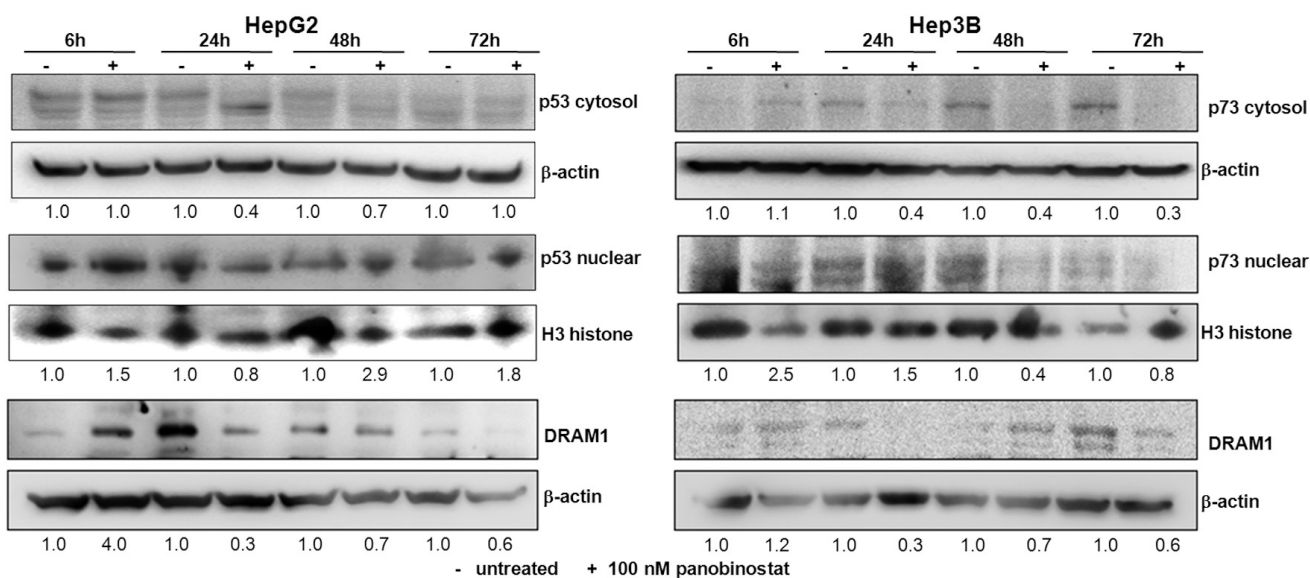 HepG2
6h 24h 48h 72h
- + - + - + - +
p53 cytosol
β-actin
1.0 1.0 1.0 0.4 1.0 0.7 1.0 1.0
p53 nuclear
H3 histone
1.0 1.5 1.0 0.8 1.0 2.9 1.0 1.8
DRAM1
β-actin
1.0 4.0 1.0 0.3 1.0 0.7 1.0 0.6
Hep3B
6h 24h 48h 72h
- + - + - + - +
p73 cytosol
β-actin
1.0 1.1 1.0 0.4 1.0 0.4 1.0 0.3
p73 nuclear
H3 histone
1.0 2.5 1.0 1.5 1.0 0.4 1.0 0.8
DRAM1
β-actin
1.0 1.2 1.0 0.3 1.0 0.7 1.0 0.6
- untreated + 100 nM panobinostat